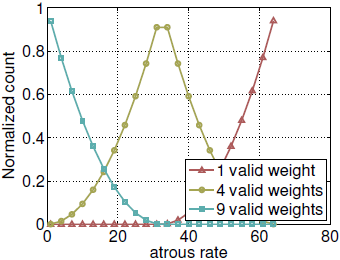 1
0.8
Normalized count
0.6
0.4
0.2
0
1 valid weight
4 valid weights
9 valid weights
0 20 40 60 80
atrous rate